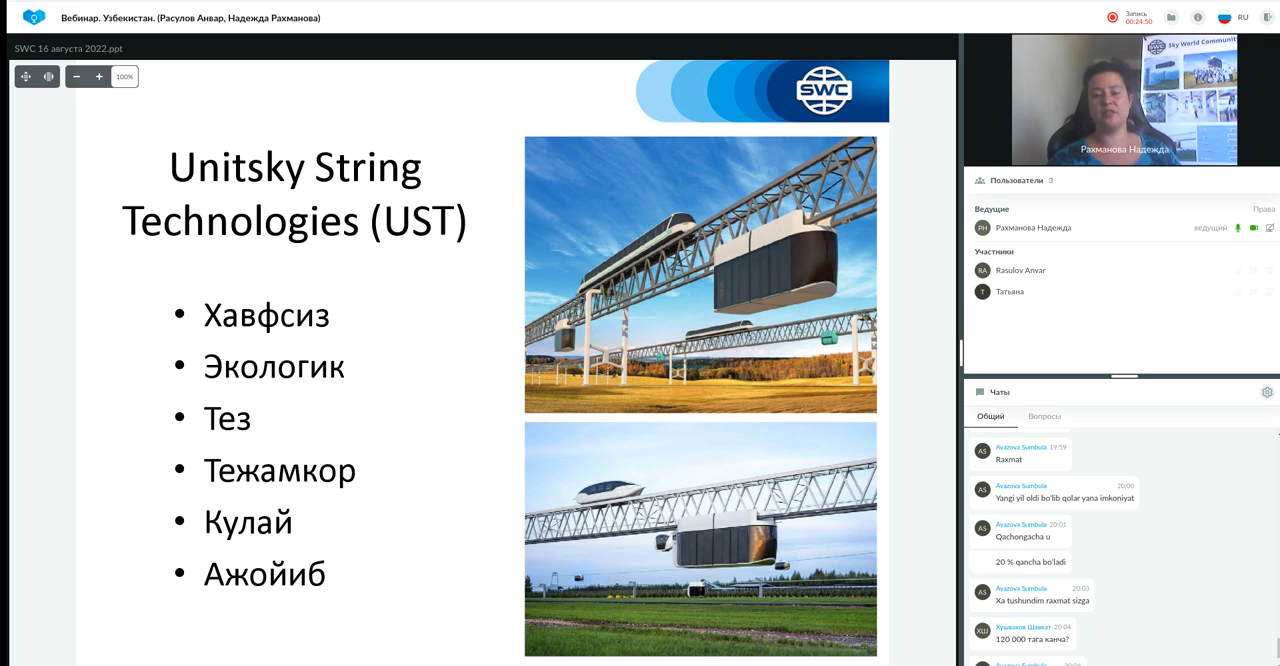 Вебинар. Узбекистан. (Расулов Анвар, Надежда Рахманова)
Запись
00:24:50
RU
SWC 16 августа 2022.ppt
100%
SWC
Unitsky String
Technologies (UST)
• Хавфсиз
• Экологик
• Тез
• Тежамкор
• Кулай
• Ажойиб
SWC
Sky World Community
Рахманова Надежда
Пользователи 3
Ведущие
Права
РН Рахманова Надежда
ведущий
Участники
RA Rasulov Anvar
Т Татьяна
Чаты
Общий
Вопросы
AS Avazova Sumbula 19:59
Raxmat
AS Avazova Sumbula 20:00
Yangi yil oldi bo'lib qolar yana imkoniyat
AS Avazova Sumbula 20:01
Qachongacha u
20 % qancha bo'ladi
AS Avazova Sumbula 20:03
Xa tushundim raxmat sizga
ХШ Хушваков Шавкат 20:04
120 000 тага канча?
Avazova Sumbula